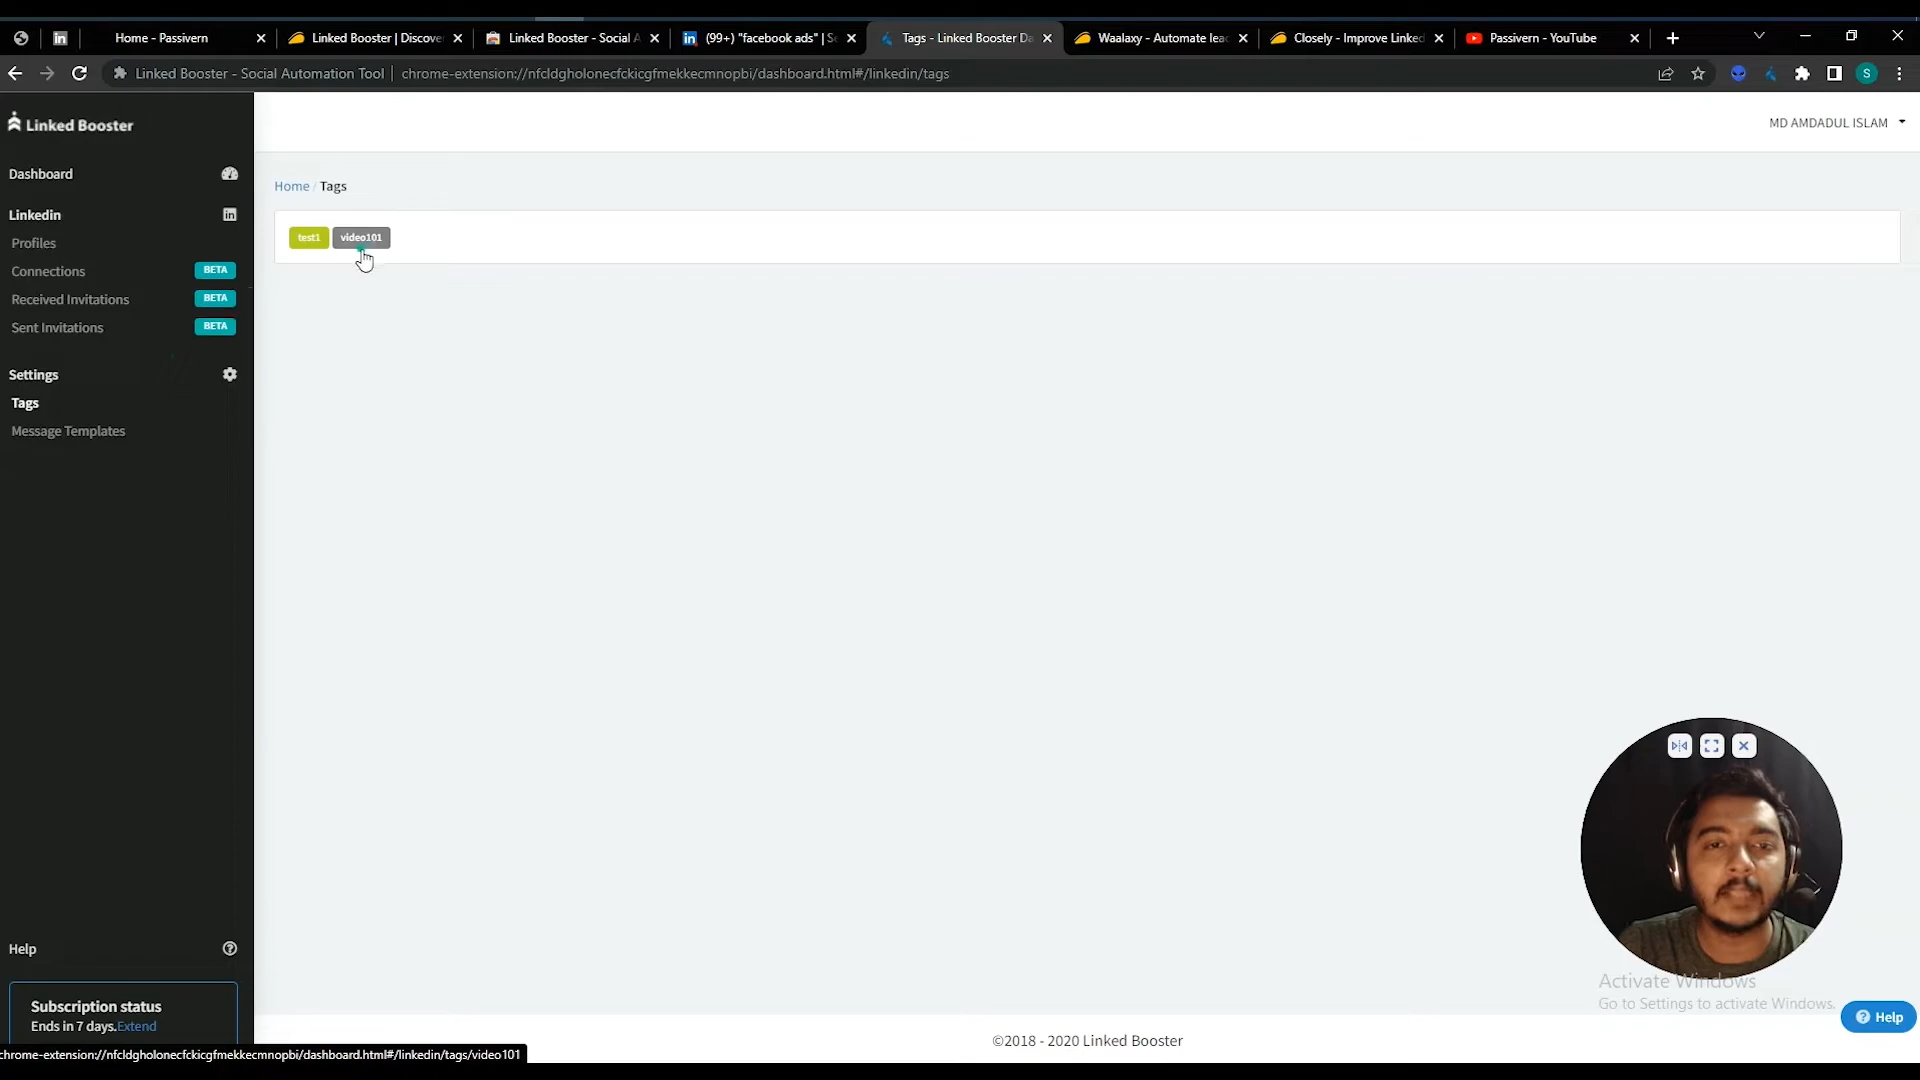 Home - Passivern
Linked Booster | Discove
Linked Booster - Social A
(99+) "facebook ads" | Se
Tags - Linked Booster Da
Waalaxy - Automate lea
Closely - Improve Linked
Passivern - YouTube
Linked Booster - Social Automation Tool
chrome-extension://nfcldgholonecfckicgfmekkecmnopbi/dashboard.html#/linkedin/tags
S
Linked Booster
MD AMDADUL ISLAM
Dashboard
Linkedin
Profiles
Connections BETA
Received Invitations BETA
Sent Invitations BETA
Settings
Tags
Message Templates
Home / Tags
test1 video101
Help
Subscription status
Ends in 7 days.Extend
chrome-extension://nfcldgholonecfckicgfmekkecmnopbi/dashboard.html#/linkedin/tags/video101
Activate Windows
Go to Settings to activate Windows.
Help
©2018 - 2020 Linked Booster